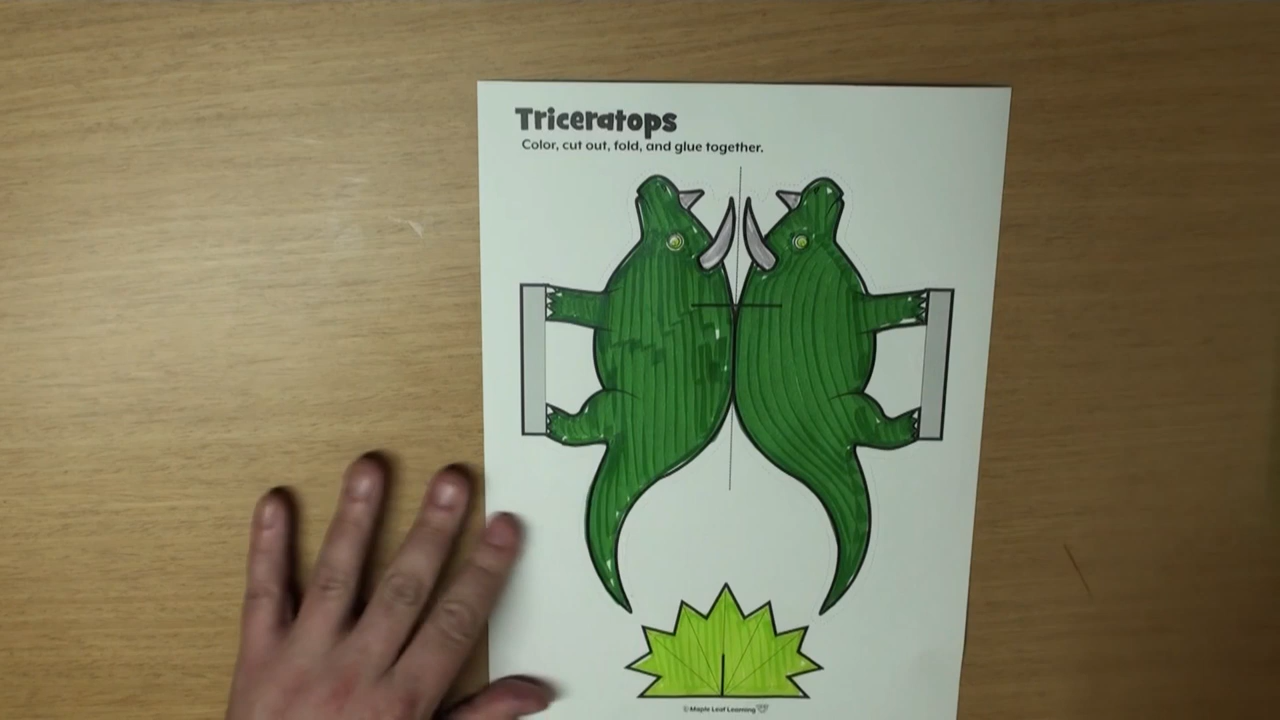 Triceratops
Color, cut out, fold, and glue together.
©Maple Leaf Learning